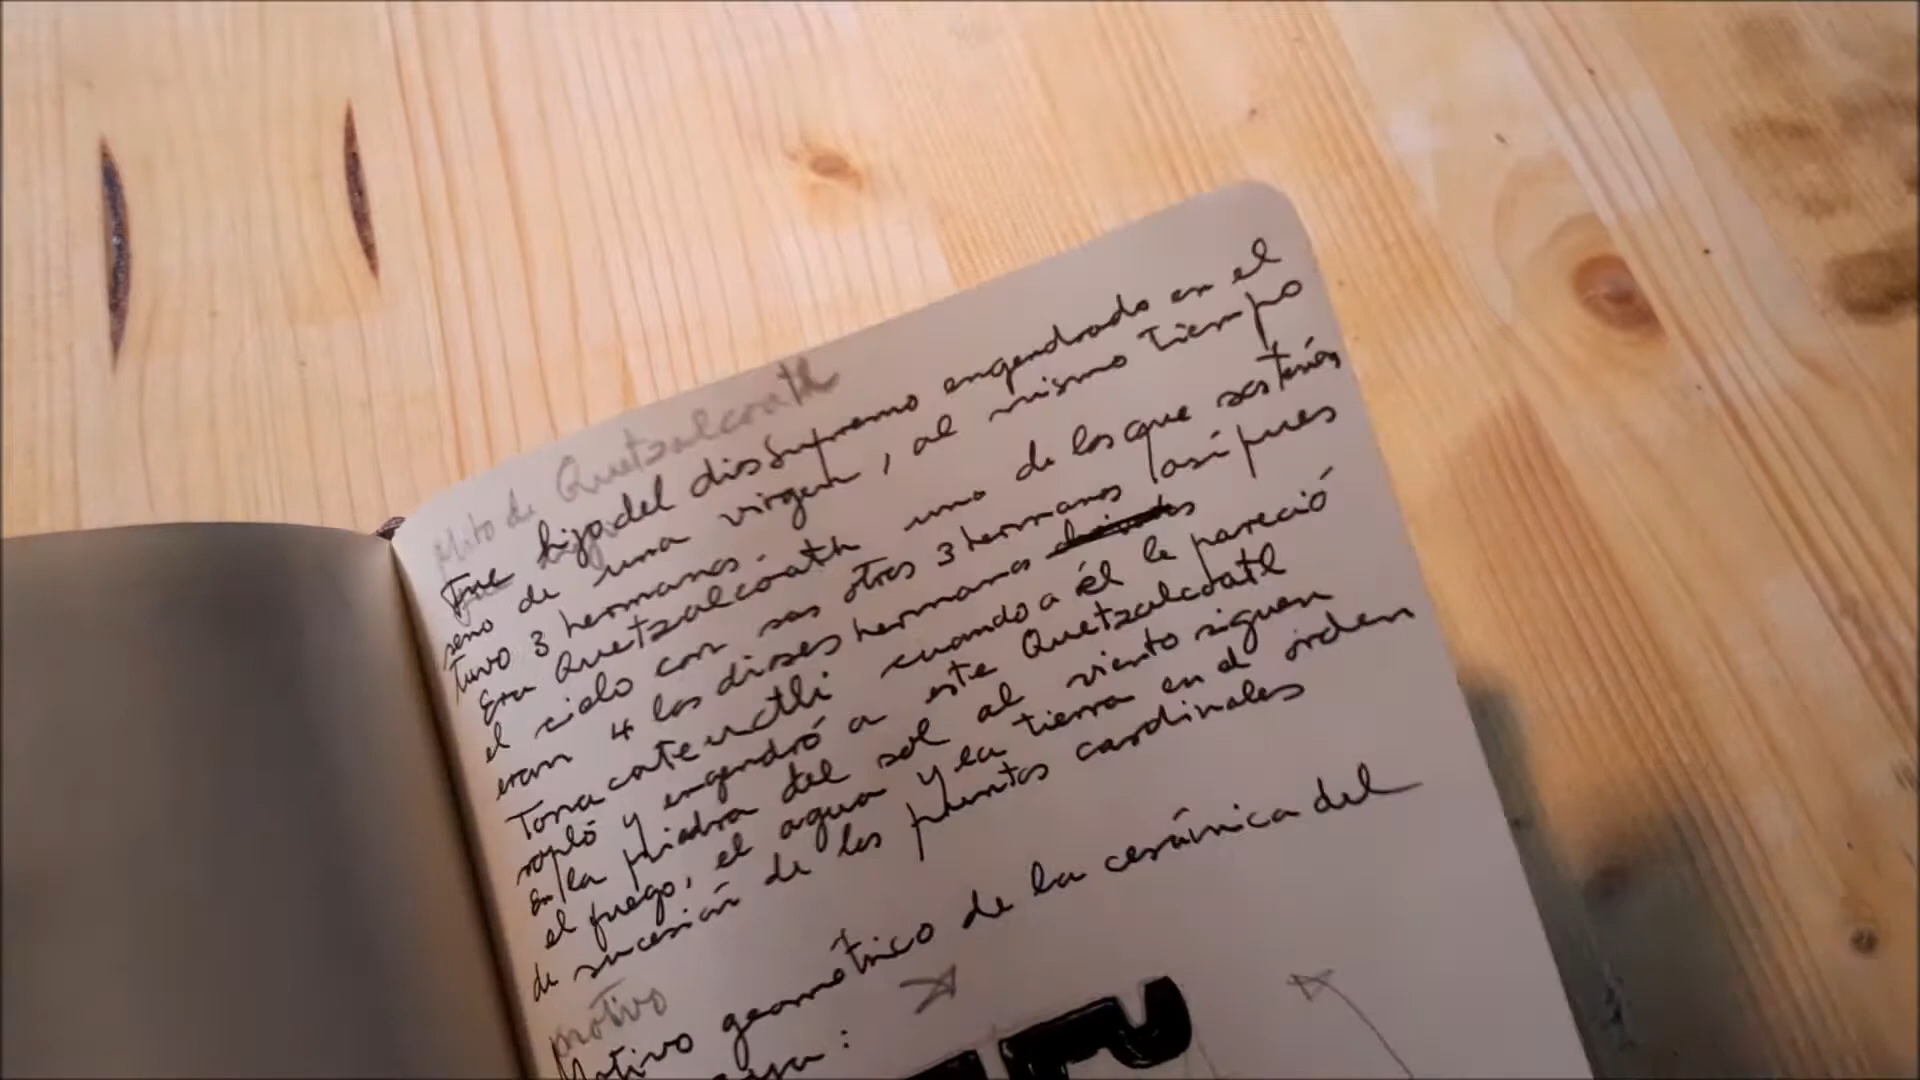 Mito de Quetzalcoatl
Fue hijo del dios Supremo engendrado en el
seno de una virgen, al mismo tiempo
tuvo 3 hermanos.
Era Quetzalcoatl uno de los que sostenían
el cielo con sus otros 3 hermanos (así pues
eran 4 los dioses hermanos
Tonacateuctli cuando a él le pareció
sopló y engendró a este Quetzalcóatl
En la piedra del sol al viento siguen
el fuego, el agua y la tierra en el orden
de sucesión de los puntos cardinales
motivo
Motivo geométrico de la cerámica del